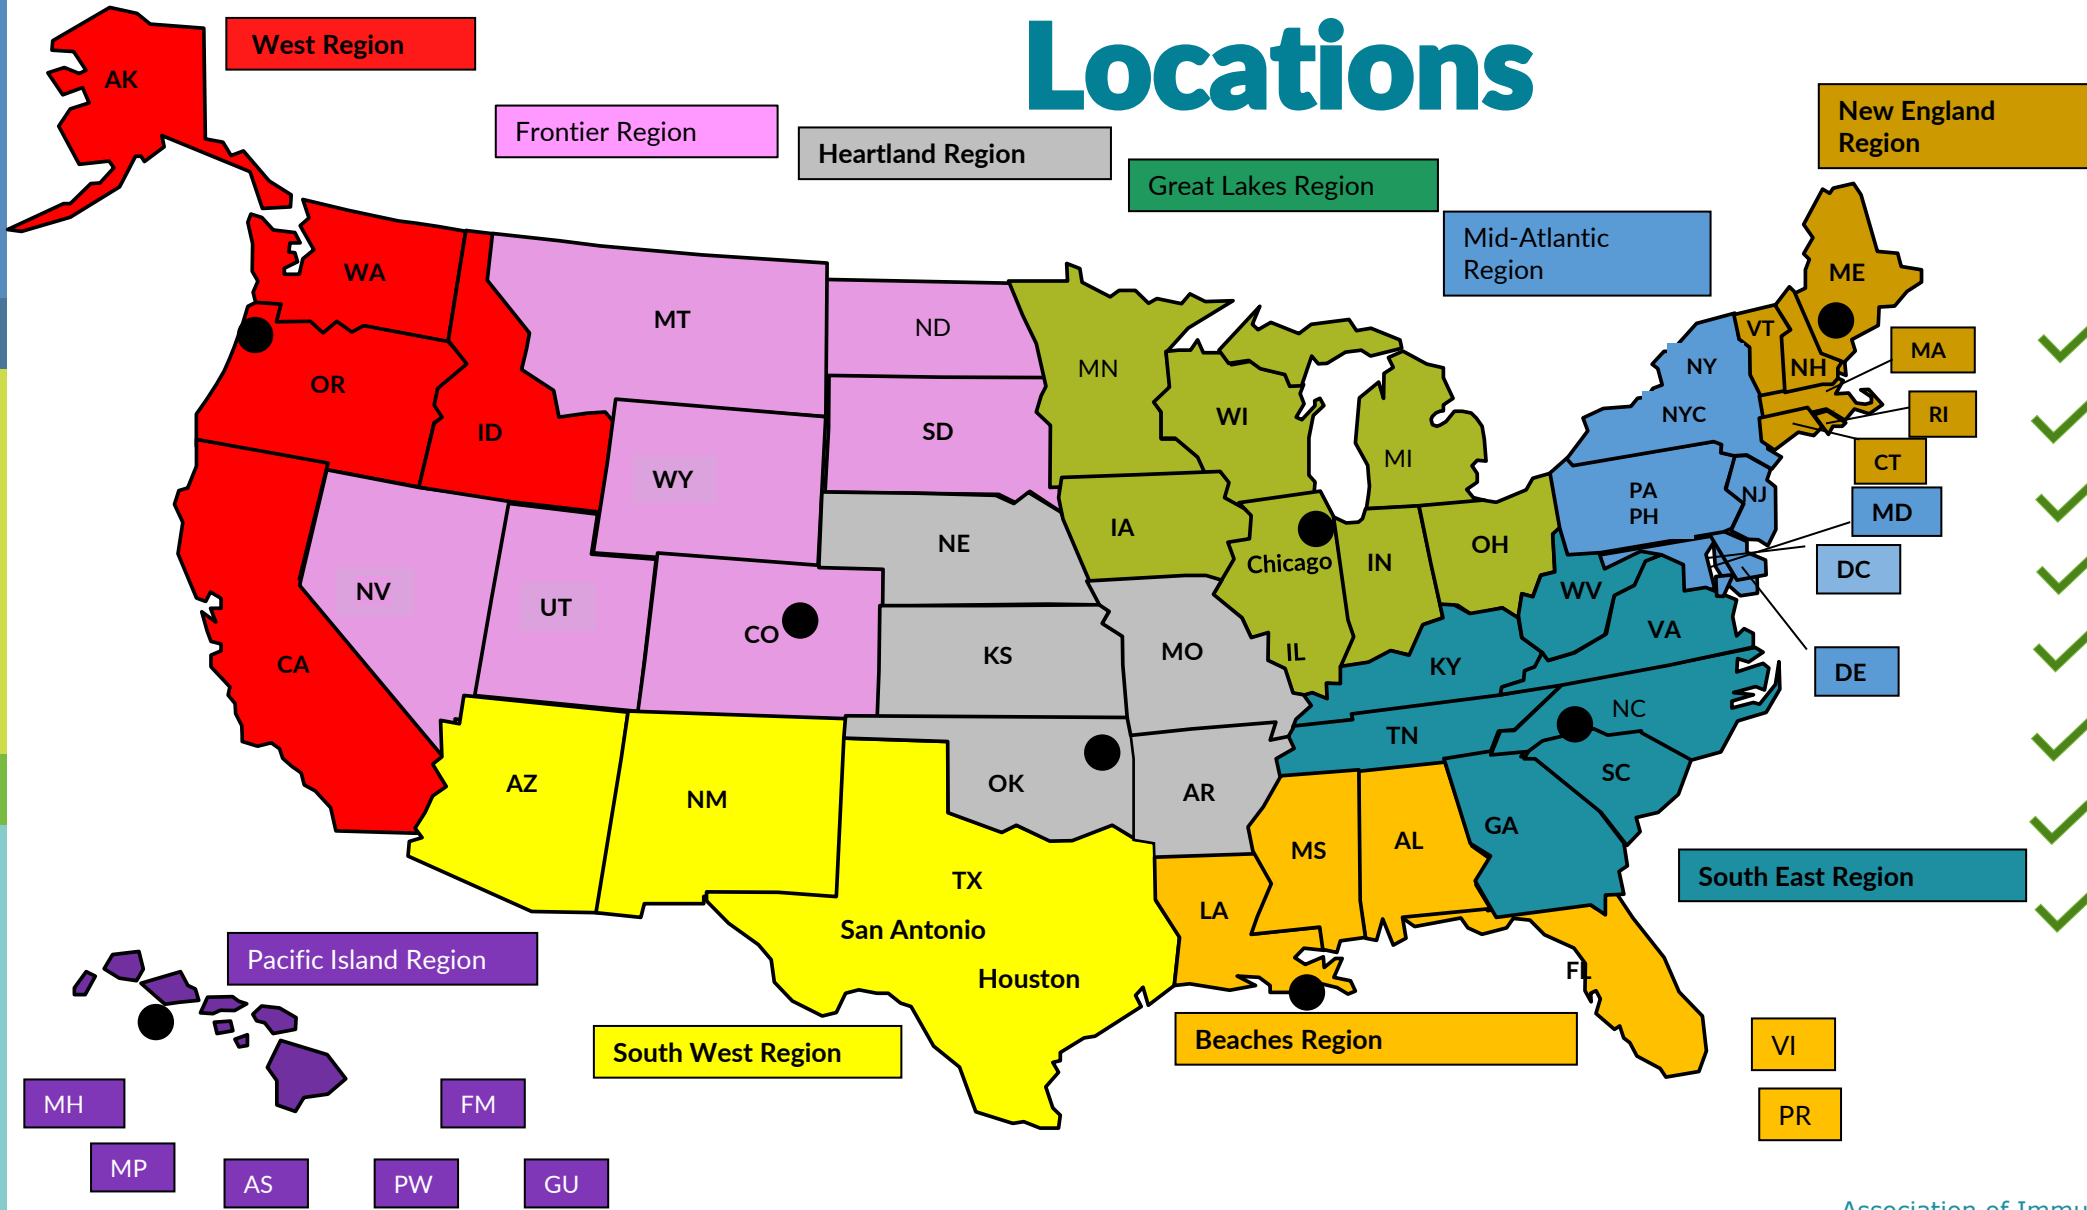 Locations
West Region
Frontier Region
Heartland Region
Great Lakes Region
Mid-Atlantic
Region
New England
Region
AK
WA
OR
ID
CA
MT
WY
NV
UT
CO
ND
SD
NE
KS
MO
OK
AR
MN
WI
MI
IA
Chicago
IL
IN
OH
ME
VT
NH
MA
RI
CT
NY
NYC
PA
PH
NJ
MD
DC
DE
WV
VA
KY
TN
NC
SC
GA
South East Region
AZ
NM
TX
San Antonio
Houston
South West Region
MS
AL
LA
FL
Beaches Region
VI
PR
Pacific Island Region
MH
FM
MP
AS
PW
GU
Association of Immu